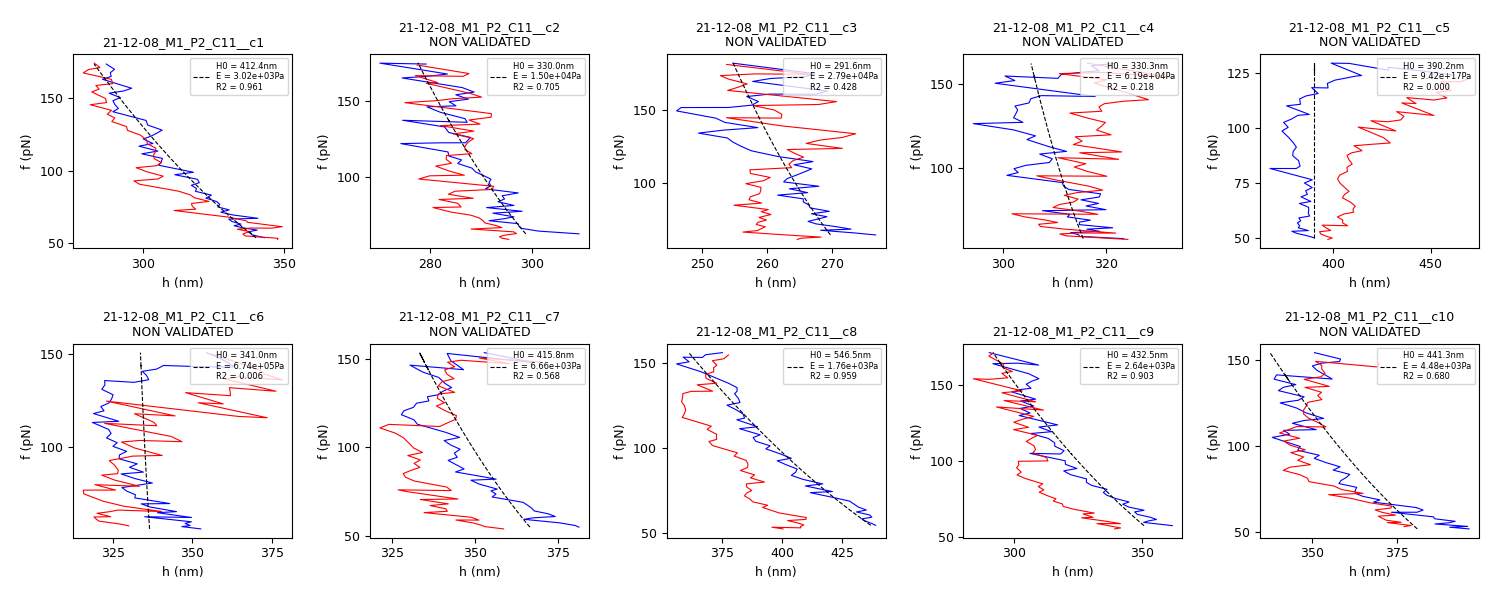 21-12-08_M1_P2_C11__c1
H0 = 412.4nm
E = 3.02e+03Pa
R2 = 0.961
150
100
50
300
350
f (pN)
h (nm)
21-12-08_M1_P2_C11__c2
NON VALIDATED
H0 = 330.0nm
E = 1.50e+04Pa
R2 = 0.705
150
100
280
300
f (pN)
h (nm)
21-12-08_M1_P2_C11__c3
NON VALIDATED
H0 = 291.6nm
E = 2.79e+04Pa
R2 = 0.428
150
100
250
260
270
f (pN)
h (nm)
21-12-08_M1_P2_C11__c4
NON VALIDATED
H0 = 330.3nm
E = 6.19e+04Pa
R2 = 0.218
150
100
300
320
f (pN)
h (nm)
21-12-08_M1_P2_C11__c5
NON VALIDATED
H0 = 390.2nm
E = 9.42e+17Pa
R2 = 0.000
125
100
75
50
400
450
f (pN)
h (nm)
21-12-08_M1_P2_C11__c6
NON VALIDATED
H0 = 341.0nm
E = 6.74e+05Pa
R2 = 0.006
150
100
325
350
375
f (pN)
h (nm)
21-12-08_M1_P2_C11__c7
NON VALIDATED
H0 = 415.8nm
E = 6.66e+03Pa
R2 = 0.568
150
100
50
325
350
375
f (pN)
h (nm)
21-12-08_M1_P2_C11__c8
H0 = 546.5nm
E = 1.76e+03Pa
R2 = 0.959
150
100
50
375
400
425
f (pN)
h (nm)
21-12-08_M1_P2_C11__c9
H0 = 432.5nm
E = 2.64e+03Pa
R2 = 0.903
150
100
50
300
350
f (pN)
h (nm)
21-12-08_M1_P2_C11__c10
NON VALIDATED
H0 = 441.3nm
E = 4.48e+03Pa
R2 = 0.680
150
100
50
350
375
f (pN)
h (nm)